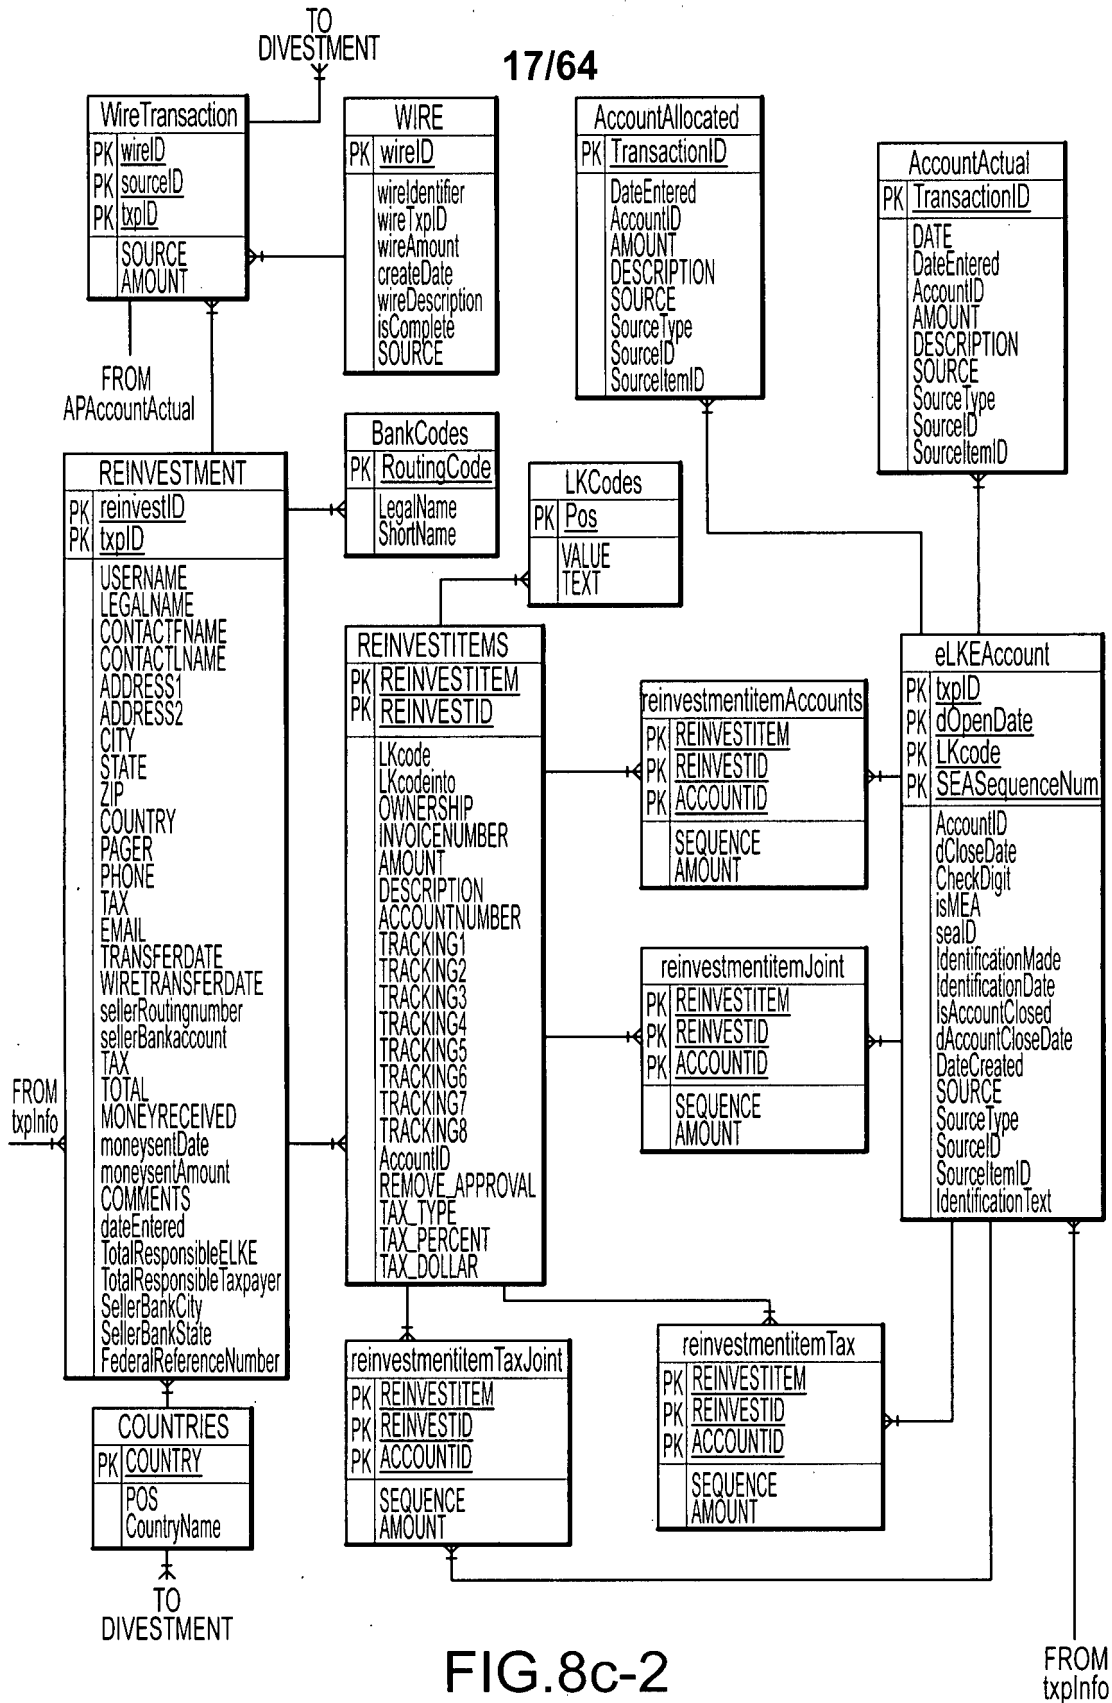 TO
DIVESTMENT
17/64
WireTransaction
PK wireID
PK sourceID
PK txpID
SOURCE
AMOUNT
FROM
APAccountActual
WIRE
PK wireID
wireIdentifier
wireTxpID
wireAmount
createDate
wireDescription
isComplete
SOURCE
AccountAllocated
PK TransactionID
DateEntered
AccountID
AMOUNT
DESCRIPTION
SOURCE
SourceType
SourceID
SourceItemID
AccountActual
PK TransactionID
DATE
DateEntered
AccountID
AMOUNT
DESCRIPTION
SOURCE
SourceType
SourceID
SourceItemID
BankCodes
PK RoutingCode
LegalName
ShortName
LKCodes
PK Pos
VALUE
TEXT
REINVESTMENT
PK reinvestID
PK txpID
USERNAME
LEGALNAME
CONTACTFNAME
CONTACTLNAME
ADDRESS1
ADDRESS2
CITY
STATE
ZIP
COUNTRY
PAGER
PHONE
TAX
EMAIL
TRANSFERDATE
WIRETRANSFERDATE
sellerRoutingnumber
sellerBankaccount
TAX
TOTAL
MONEYRECEIVED
moneysentDate
moneysentAmount
COMMENTS
dateEntered
TotalResponsibleELKE
TotalResponsibleTaxpayer
SellerBankCity
SellerBankState
FederalReferenceNumber
FROM
txpInfo
REINVESTITEMS
PK REINVESTITEM
PK REINVESTID
LKcode
LKcodeinto
OWNERSHIP
INVOICENUMBER
AMOUNT
DESCRIPTION
ACCOUNTNUMBER
TRACKING1
TRACKING2
TRACKING3
TRACKING4
TRACKING5
TRACKING6
TRACKING7
TRACKING8
AccountID
REMOVE_APPROVAL
TAX_TYPE
TAX_PERCENT
TAX_DOLLAR
reinvestmentitemAccounts
PK REINVESTITEM
PK REINVESTID
PK ACCOUNTID
SEQUENCE
AMOUNT
reinvestmentitemJoint
PK REINVESTITEM
PK REINVESTID
PK ACCOUNTID
SEQUENCE
AMOUNT
eLKEAccount
PK txpID
PK dOpenDate
PK LKcode
PK SEASequenceNum
AccountID
dCloseDate
CheckDigit
isMEA
seaID
IdentificationMade
IdentificationDate
IsAccountClosed
dAccountCloseDate
DateCreated
SOURCE
SourceType
SourceID
SourceItemID
IdentificationText
reinvestmentitemTaxJoint
PK REINVESTITEM
PK REINVESTID
PK ACCOUNTID
SEQUENCE
AMOUNT
reinvestmentitemTax
PK REINVESTITEM
PK REINVESTID
PK ACCOUNTID
SEQUENCE
AMOUNT
COUNTRIES
PK COUNTRY
POS
CountryName
TO
DIVESTMENT
FROM
txpInfo
FIG.8c-2